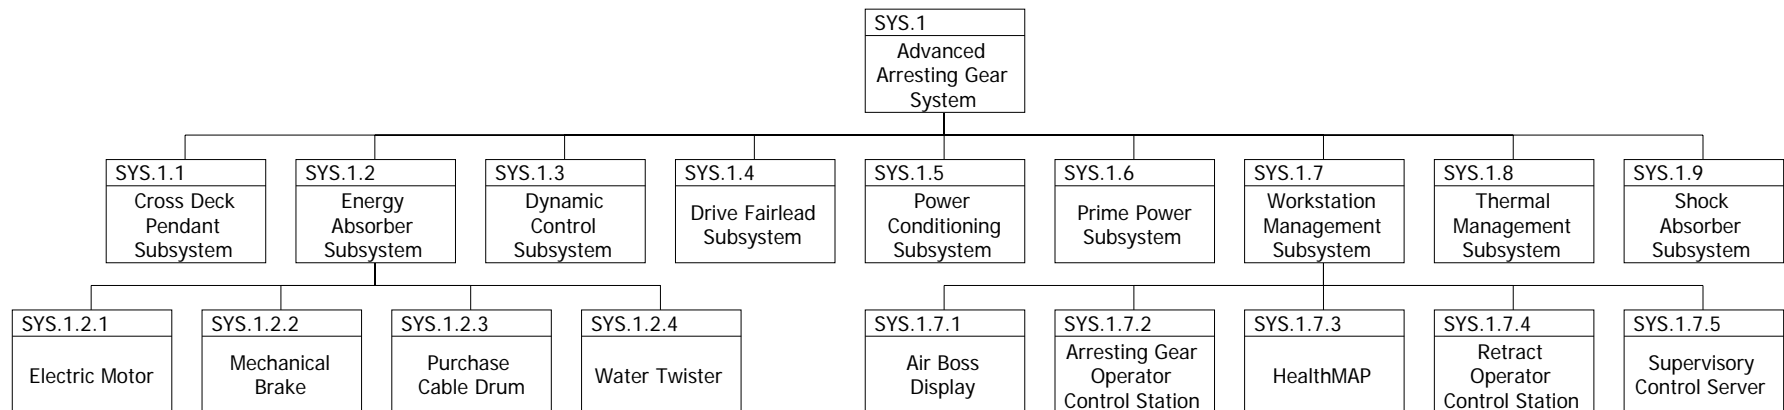 SYS.1
Advanced
Arresting Gear
System
SYS.1.1
Cross Deck
Pendant
Subsystem
SYS.1.2
Energy
Absorber
Subsystem
SYS.1.3
Dynamic
Control
Subsystem
SYS.1.4
Drive Fairlead
Subsystem
SYS.1.5
Power
Conditioning
Subsystem
SYS.1.6
Prime Power
Subsystem
SYS.1.7
Workstation
Management
Subsystem
SYS.1.8
Thermal
Management
Subsystem
SYS.1.9
Shock
Absorber
Subsystem
SYS.1.2.1
Electric Motor
SYS.1.2.2
Mechanical
Brake
SYS.1.2.3
Purchase
Cable Drum
SYS.1.2.4
Water Twister
SYS.1.7.1
Air Boss
Display
SYS.1.7.2
Arresting Gear
Operator
Control Station
SYS.1.7.3
HealthMAP
SYS.1.7.4
Retract
Operator
Control Station
SYS.1.7.5
Supervisory
Control Server